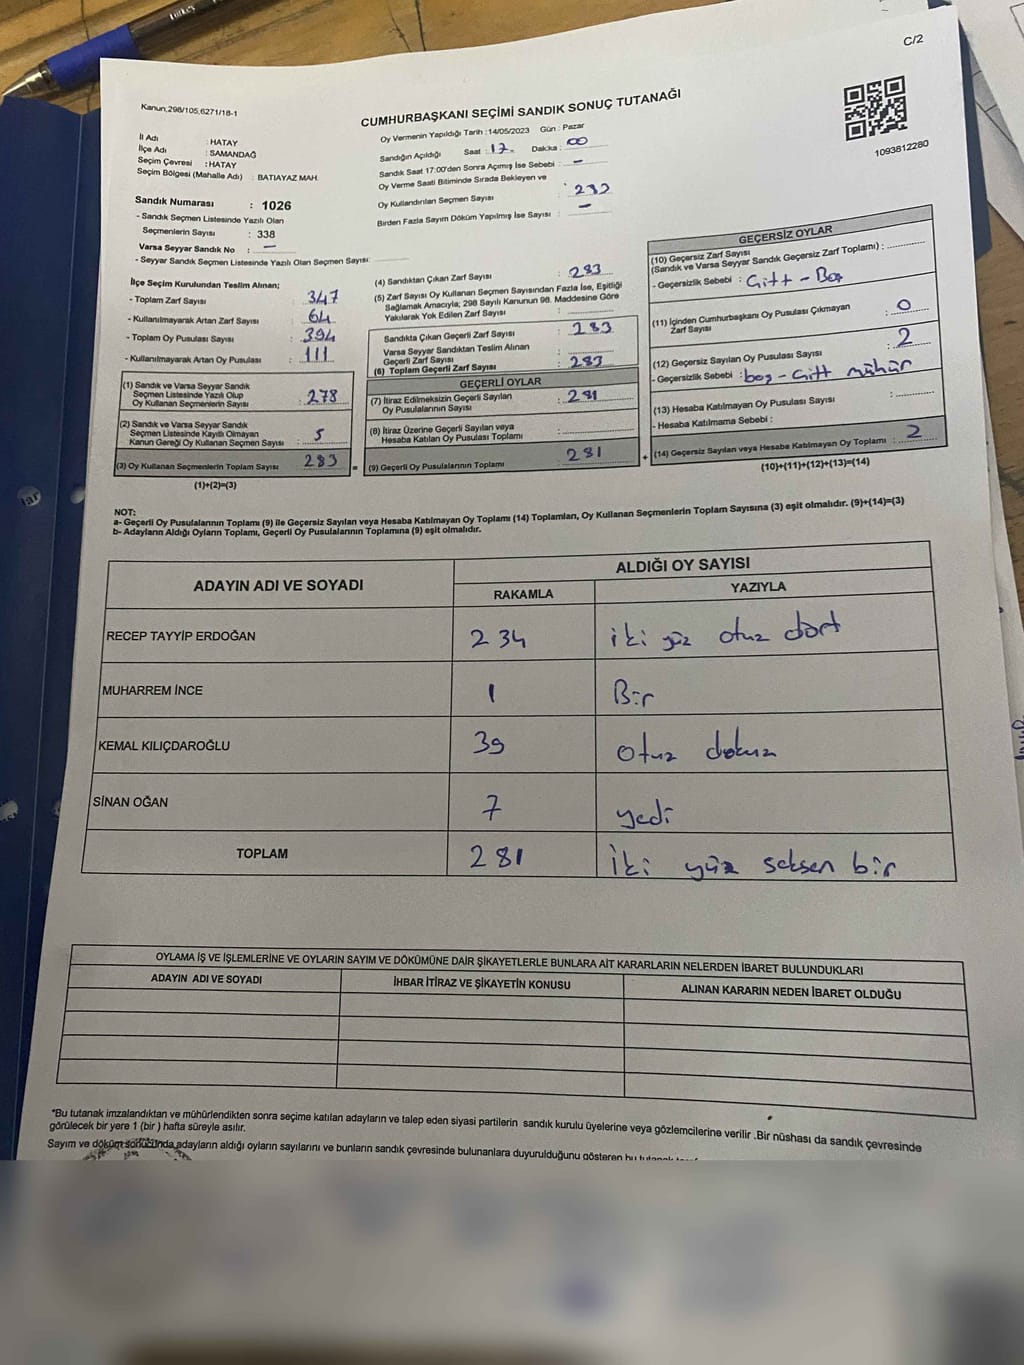 Turkey
C/2
Kanun,298/105,6271/18-1
CUMHURBAŞKANI SEÇİMİ SANDIK SONUÇ TUTANAĞI
1093812280
İl Adı : HATAY
İlçe Adı : SAMANDAĞ
Seçim Çevresi : HATAY
Seçim Bölgesi (Mahalle Adı) : BATIAYAZ MAH.
Sandık Numarası : 1026
- Sandık Seçmen Listesinde Yazılı Olan
Seçmenlerin Sayısı : 338
Varsa Seyyar Sandık No : —
- Seyyar Sandık Seçmen Listesinde Yazılı Olan Seçmen Sayısı:
Oy Vermenin Yapıldığı Tarih : 14/05/2023 Gün : Pazar
Sandığın Açıldığı Saat : 17 Dakika : 00
Sandık Saat 17:00'den Sonra Açılmış İse Sebebi : —
Oy Verme Saati Bitiminde Sırada Bekleyen ve
Oy Kullandırılan Seçmen Sayısı :
Birden Fazla Sayım Döküm Yapılmış İse Sayısı : —
İlçe Seçim Kurulundan Teslim Alınan;
- Toplam Zarf Sayısı : 347
- Kullanılmayarak Artan Zarf Sayısı : 64
- Toplam Oy Pusulası Sayısı : 394
- Kullanılmayarak Artan Oy Pusulası : 111
(1) Sandık ve Varsa Seyyar Sandık
Seçmen Listesinde Yazılı Olup
Oy Kullanan Seçmenlerin Sayısı : 278
(2) Sandık ve Varsa Seyyar Sandık
Seçmen Listesinde Kayıtlı Olmayan
Kanun Gereği Oy Kullanan Seçmen Sayısı : 5
(3) Oy Kullanan Seçmenlerin Toplam Sayısı : 283
(1)+(2)=(3)
(4) Sandıktan Çıkan Zarf Sayısı : 283
(5) Zarf Sayısı Oy Kullanan Seçmen Sayısından Fazla İse, Eşitliği
Sağlamak Amacıyla; 298 Sayılı Kanunun 98. Maddesine Göre
Yakılarak Yok Edilen Zarf Sayısı :
Sandıkta Çıkan Geçerli Zarf Sayısı : 283
Varsa Seyyar Sandıktan Teslim Alınan
Geçerli Zarf Sayısı :
(6) Toplam Geçerli Zarf Sayısı : 283
GEÇERLİ OYLAR
(7) İtiraz Edilmeksizin Geçerli Sayılan
Oy Pusulalarının Sayısı : 281
(8) İtiraz Üzerine Geçerli Sayılan veya
Hesaba Katılan Oy Pusulası Toplamı :
= (9) Geçerli Oy Pusulalarının Toplamı : 281
GEÇERSİZ OYLAR
(10) Geçersiz Zarf Sayısı
(Sandık ve Varsa Seyyar Sandık Geçersiz Zarf Toplamı) :
- Geçersizlik Sebebi : Gitt - Boş
(11) İçinden Cumhurbaşkanı Oy Pusulası Çıkmayan
Zarf Sayısı : 0
(12) Geçersiz Sayılan Oy Pusulası Sayısı : 2
- Geçersizlik Sebebi : boş - Gitt mühür
(13) Hesaba Katılmayan Oy Pusulası Sayısı :
- Hesaba Katılmama Sebebi :
+ (14) Geçersiz Sayılan veya Hesaba Katılmayan Oy Toplamı : 2
(10)+(11)+(12)+(13)=(14)
NOT:
a- Geçerli Oy Pusulalarının Toplamı (9) ile Geçersiz Sayılan veya Hesaba Katılmayan Oy Toplamı (14) Toplamları, Oy Kullanan Seçmenlerin Toplam Sayısına (3) eşit olmalıdır. (9)+(14)=(3)
b- Adayların Aldığı Oyların Toplamı, Geçerli Oy Pusulalarının Toplamına (9) eşit olmalıdır.
ADAYIN ADI VE SOYADI ALDIĞI OY SAYISI
RAKAMLA YAZIYLA
RECEP TAYYİP ERDOĞAN 234 iki yüz otuz dört
MUHARREM İNCE 1 Bir
KEMAL KILIÇDAROĞLU 39 otuz dokuz
SİNAN OĞAN 7 yedi
TOPLAM 281 İki yüz seksen bir
OYLAMA İŞ VE İŞLEMLERİNE VE OYLARIN SAYIM VE DÖKÜMÜNE DAİR ŞİKAYETLERLE BUNLARA AİT KARARLARIN NELERDEN İBARET BULUNDUKLARI
ADAYIN ADI VE SOYADI İHBAR İTİRAZ VE ŞİKAYETİN KONUSU ALINAN KARARIN NEDEN İBARET OLDUĞU
*Bu tutanak imzalandıktan ve mühürlendikten sonra seçime katılan adayların ve talep eden siyasi partilerin sandık kurulu üyelerine veya gözlemcilerine verilir .Bir nüshası da sandık çevresinde
görülecek bir yere 1 (bir ) hafta süreyle asılır.
Sayım ve döküm sonucunda adayların aldığı oyların sayılarını ve bunların sandık çevresinde bulunanlara duyurulduğunu gösteren bu